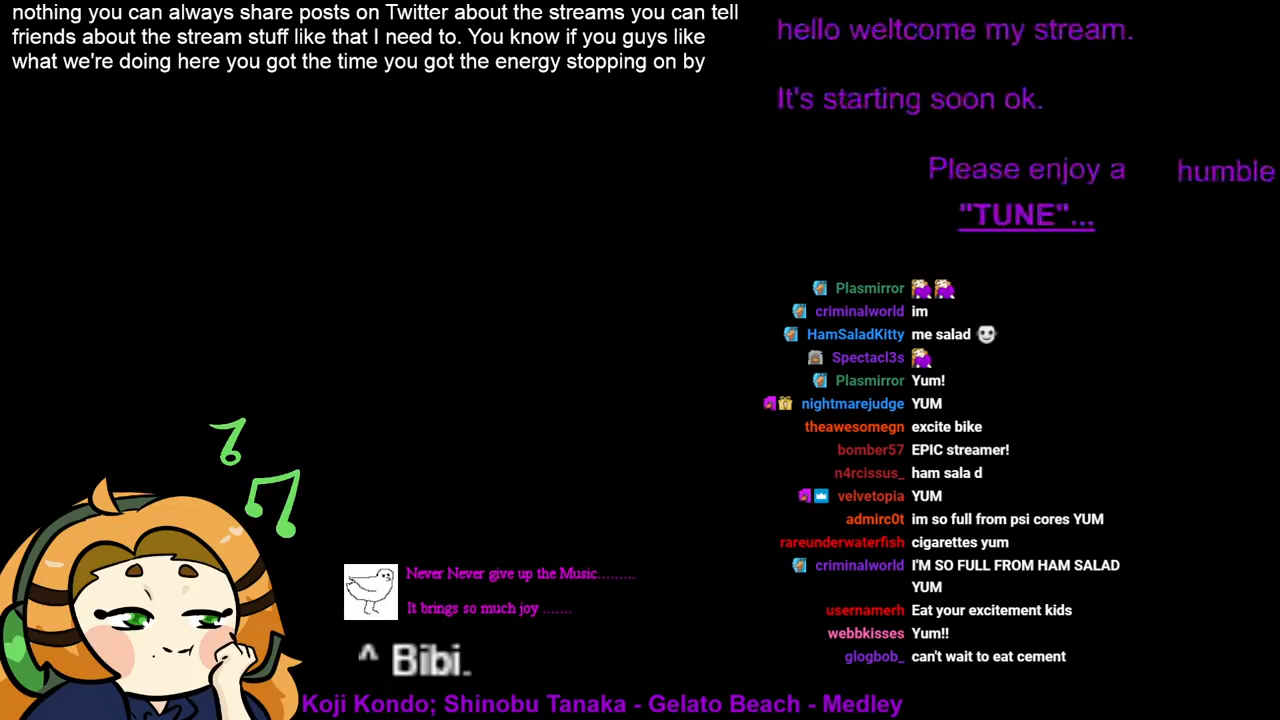 nothing you can always share posts on Twitter about the streams you can tell
friends about the stream stuff like that I need to. You know if you guys like
what we're doing here you got the time you got the energy stopping on by
hello weltcome my stream.
It's starting soon ok.
Please enjoy a humble
"TUNE"...
Plasmirror
criminalworld im
HamSaladKitty me salad
Spectacl3s
Plasmirror Yum!
nightmarejudge YUM
theawesomegn excite bike
bomber57 EPIC streamer!
n4rcissus_ ham sala d
velvetopia YUM
admirc0t im so full from psi cores YUM
rareunderwaterfish cigarettes yum
criminalworld I'M SO FULL FROM HAM SALAD
YUM
usernamerh Eat your excitement kids
webbkisses Yum!!
glogbob_ can't wait to eat cement
Never Never give up the Music.........
It brings so much joy ......
^ Bibi.
Koji Kondo; Shinobu Tanaka - Gelato Beach - Medley